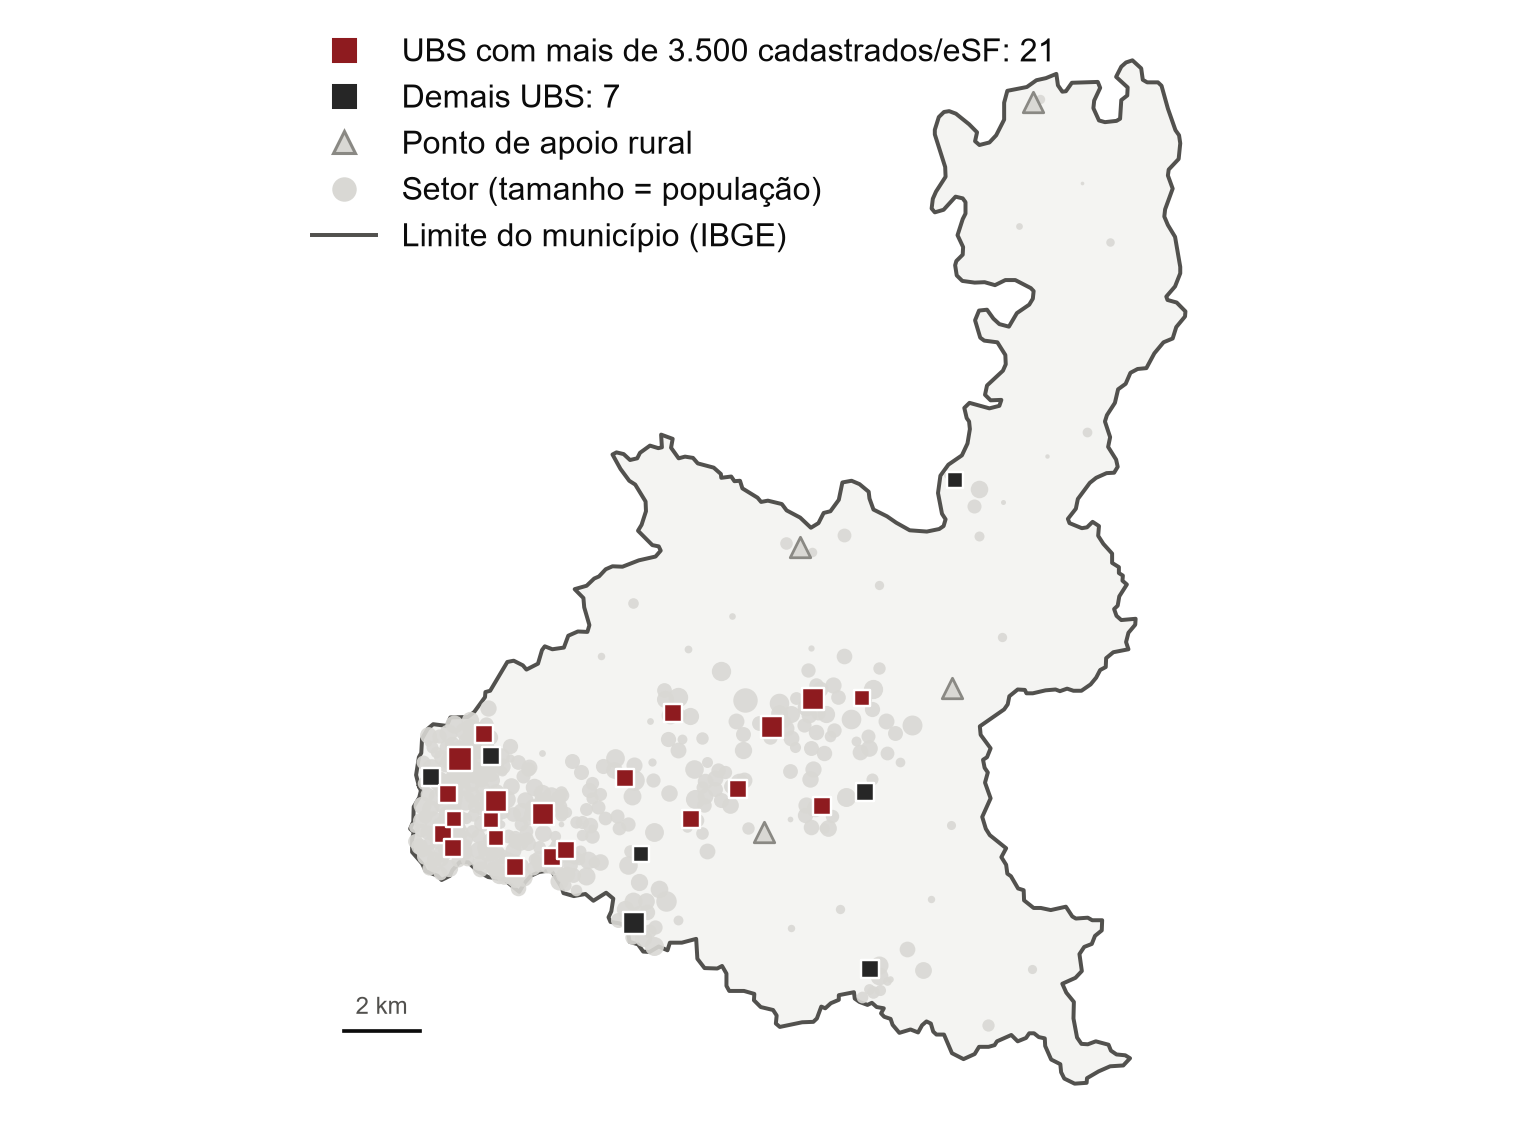 UBS com mais de 3.500 cadastrados/eSF: 21
Demais UBS: 7
Ponto de apoio rural
Setor (tamanho = população)
Limite do município (IBGE)
2 km